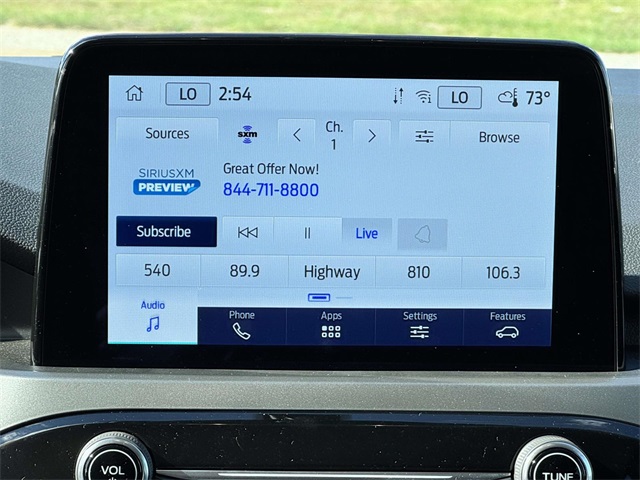 LO 2:54 LO 73°
Sources sxm Ch. 1 Browse
SIRIUSXM
PREVIEW
Great Offer Now!
844-711-8800
Subscribe Live
540 89.9 Highway 810 106.3
Audio Phone Apps Settings Features
VOL TUNE